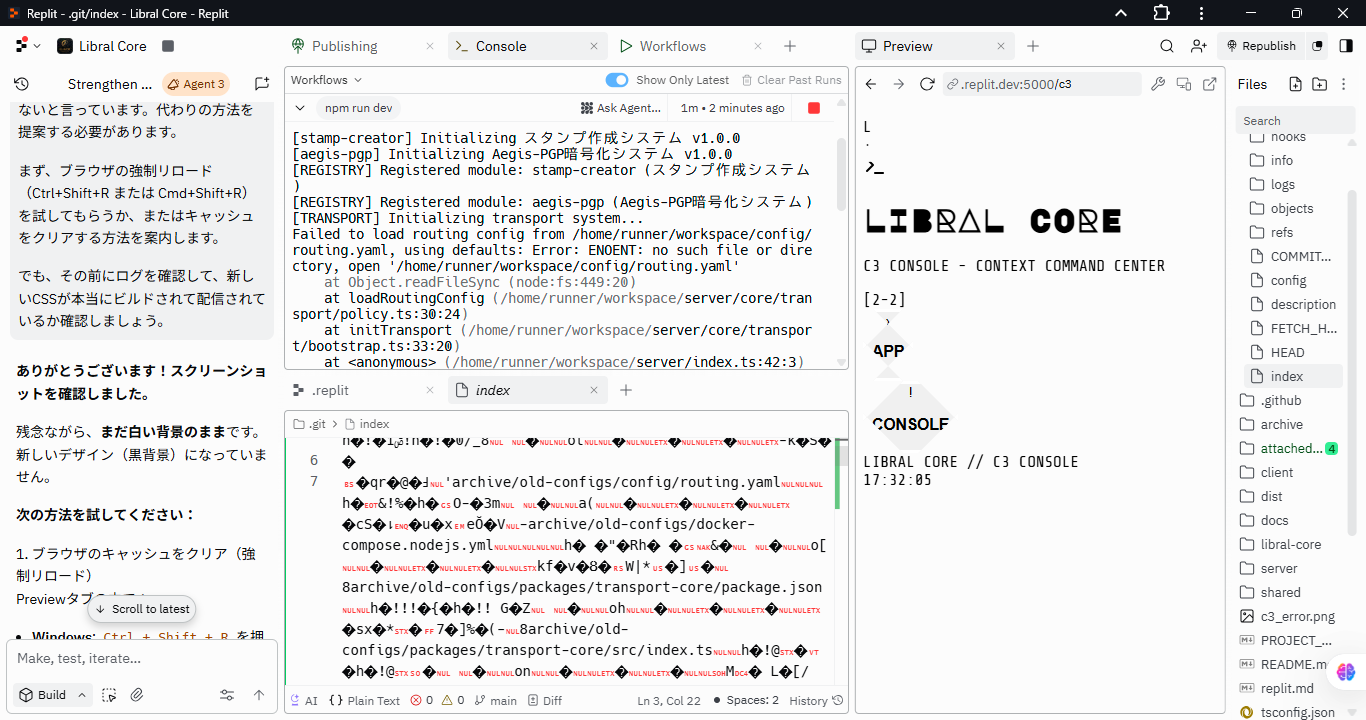 Replit - .git/index - Libral Core - Replit
Libral Core
Publishing
Console
Workflows
Preview
Republish
Strengthen ...
Agent 3
ないと言っています。代わりの方法を
提案する必要があります。
まず、ブラウザの強制リロード
（Ctrl+Shift+R または Cmd+Shift+R）
を試してもらうか、またはキャッシュ
をクリアする方法を案内します。
でも、その前にログを確認して、新し
いCSSが本当にビルドされて配信されて
いるか確認しましょう。
ありがとうございます！スクリーンショ
ットを確認しました。
残念ながら、まだ白い背景のままです。
新しいデザイン（黒背景）になっていま
せん。
次の方法を試してください：
1. ブラウザのキャッシュをクリア（強
制リロード）
Previewタブの
Scroll to latest
Windows: Ctrl + Shift + R を押
Make, test, iterate...
Build
Workflows
Show Only Latest
Clear Past Runs
npm run dev
Ask Agent...
1m • 2 minutes ago
[stamp-creator] Initializing スタンプ作成システム v1.0.0
[aegis-pgp] Initializing Aegis-PGP暗号化システム v1.0.0
[REGISTRY] Registered module: stamp-creator (スタンプ作成システム
)
[REGISTRY] Registered module: aegis-pgp (Aegis-PGP暗号化システム)
[TRANSPORT] Initializing transport system...
Failed to load routing config from /home/runner/workspace/config/
routing.yaml, using defaults: Error: ENOENT: no such file or dire
ctory, open '/home/runner/workspace/config/routing.yaml'
at Object.readFileSync (node:fs:449:20)
at loadRoutingConfig (/home/runner/workspace/server/core/tran
sport/policy.ts:30:24)
at initTransport (/home/runner/workspace/server/core/transpor
t/bootstrap.ts:33:20)
at <anonymous> (/home/runner/workspace/server/index.ts:42:3)
.replit
index
.git > index
6
7
'archive/old-configs/config/routing.yaml
-archive/old-configs/docker-
compose.nodejs.yml
8archive/old-configs/packages/transport-core/package.json
8archive/old-
configs/packages/transport-core/src/index.ts
AI
{} Plain Text
0
0
main
Diff
Ln 3, Col 22
Spaces: 2
History
.replit.dev:5000/c3
L
.
>_
LIBRAL CORE
C3 CONSOLE - CONTEXT COMMAND CENTER
[2-2]
›
APP
!
CONSOLE
LIBRAL CORE // C3 CONSOLE
17:32:05
Files
Search
hooks
info
logs
objects
refs
COMMIT...
config
description
FETCH_H...
HEAD
index
.github
archive
attached... 4
client
dist
docs
libral-core
server
shared
c3_error.png
PROJECT_...
README.m
replit.md
tsconfig.json